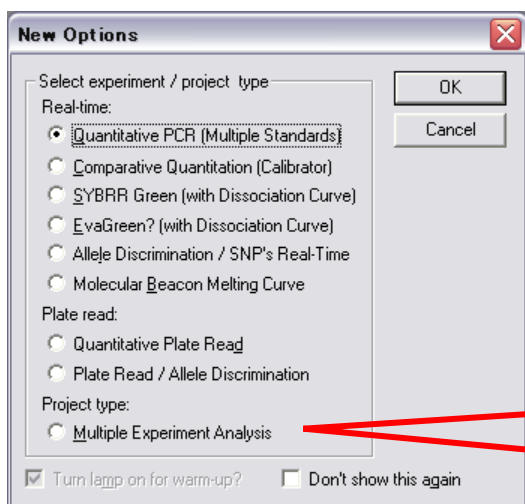 New Options
Select experiment / project type
OK
Real-time:
Quantitative PCR (Multiple Standards)
Cancel
Comparative Quantitation (Calibrator)
SYBRR Green (with Dissociation Curve)
EvaGreen? (with Dissociation Curve)
Allele Discrimination / SNP's Real-Time
Molecular Beacon Melting Curve
Plate read:
Quantitative Plate Read
Plate Read / Allele Discrimination
Project type:
Multiple Experiment Analysis
Turn lamp on for warm-up?
Don't show this again